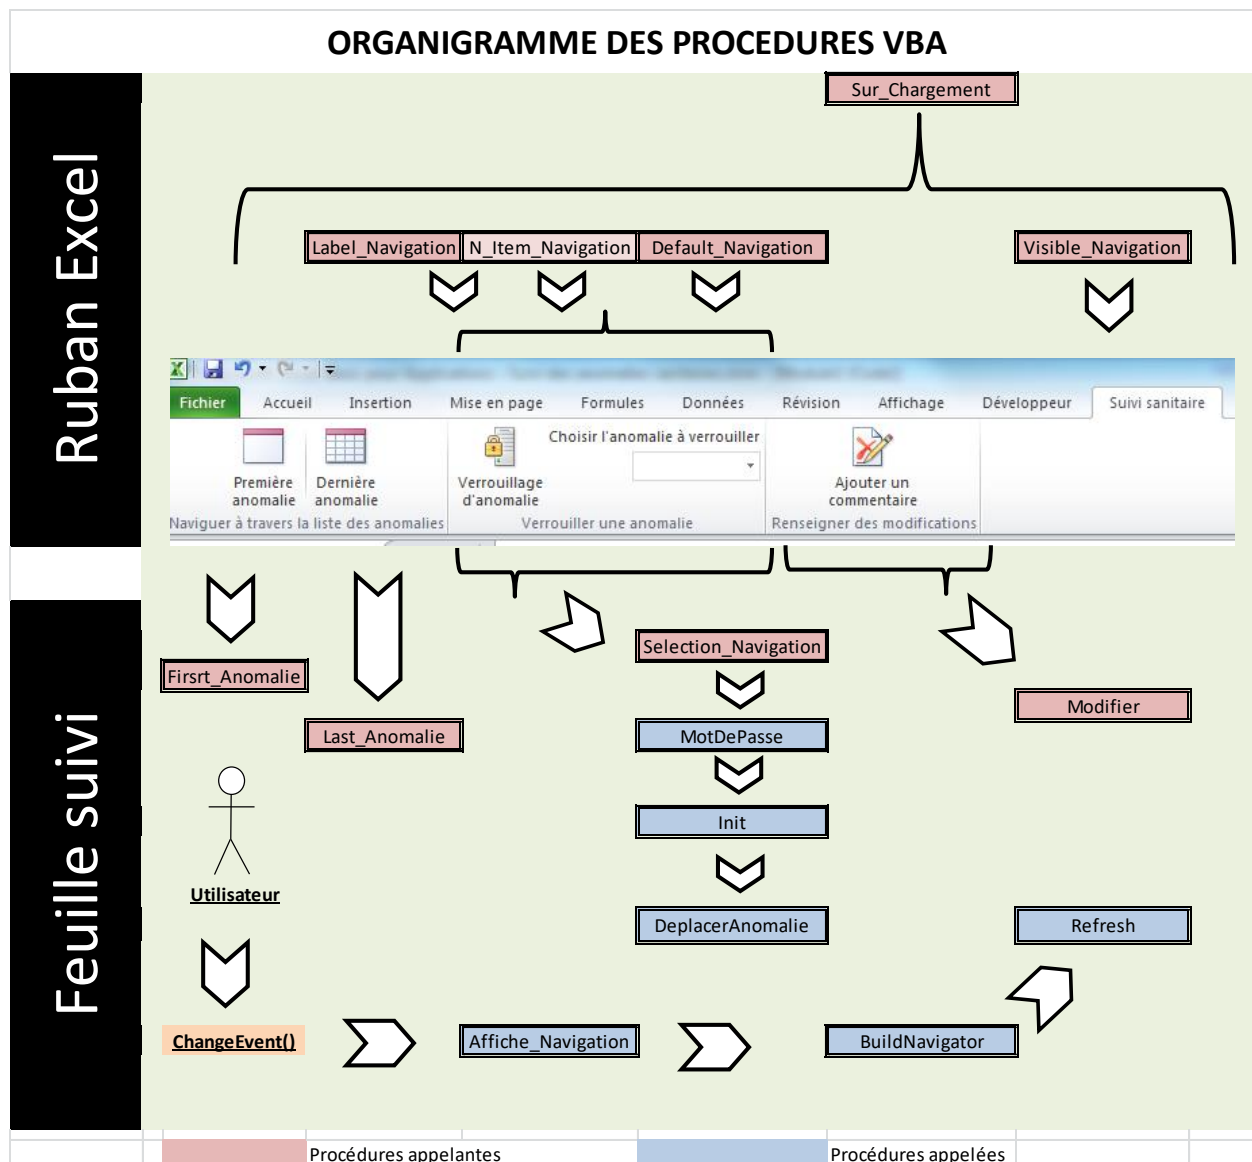 ORGANIGRAMME DES PROCEDURES VBA
Ruban Excel
Sur_Chargement
Label_Navigation
N_Item_Navigation
Default_Navigation
Visible_Navigation
Fichier
Accueil
Insertion
Mise en page
Formules
Données
Révision
Affichage
Développeur
Suivi sanitaire
Première
anomalie
Dernière
anomalie
Naviguer à travers la liste des anomalies
Verrouillage
d'anomalie
Choisir l'anomalie à verrouiller
Verrouiller une anomalie
Ajouter un
commentaire
Renseigner des modifications
Feuille suivi
Selection_Navigation
Firsrt_Anomalie
Modifier
Last_Anomalie
MotDePasse
Init
Utilisateur
DeplacerAnomalie
Refresh
ChangeEvent()
Affiche_Navigation
BuildNavigator
Procédures appelantes
Procédures appelées